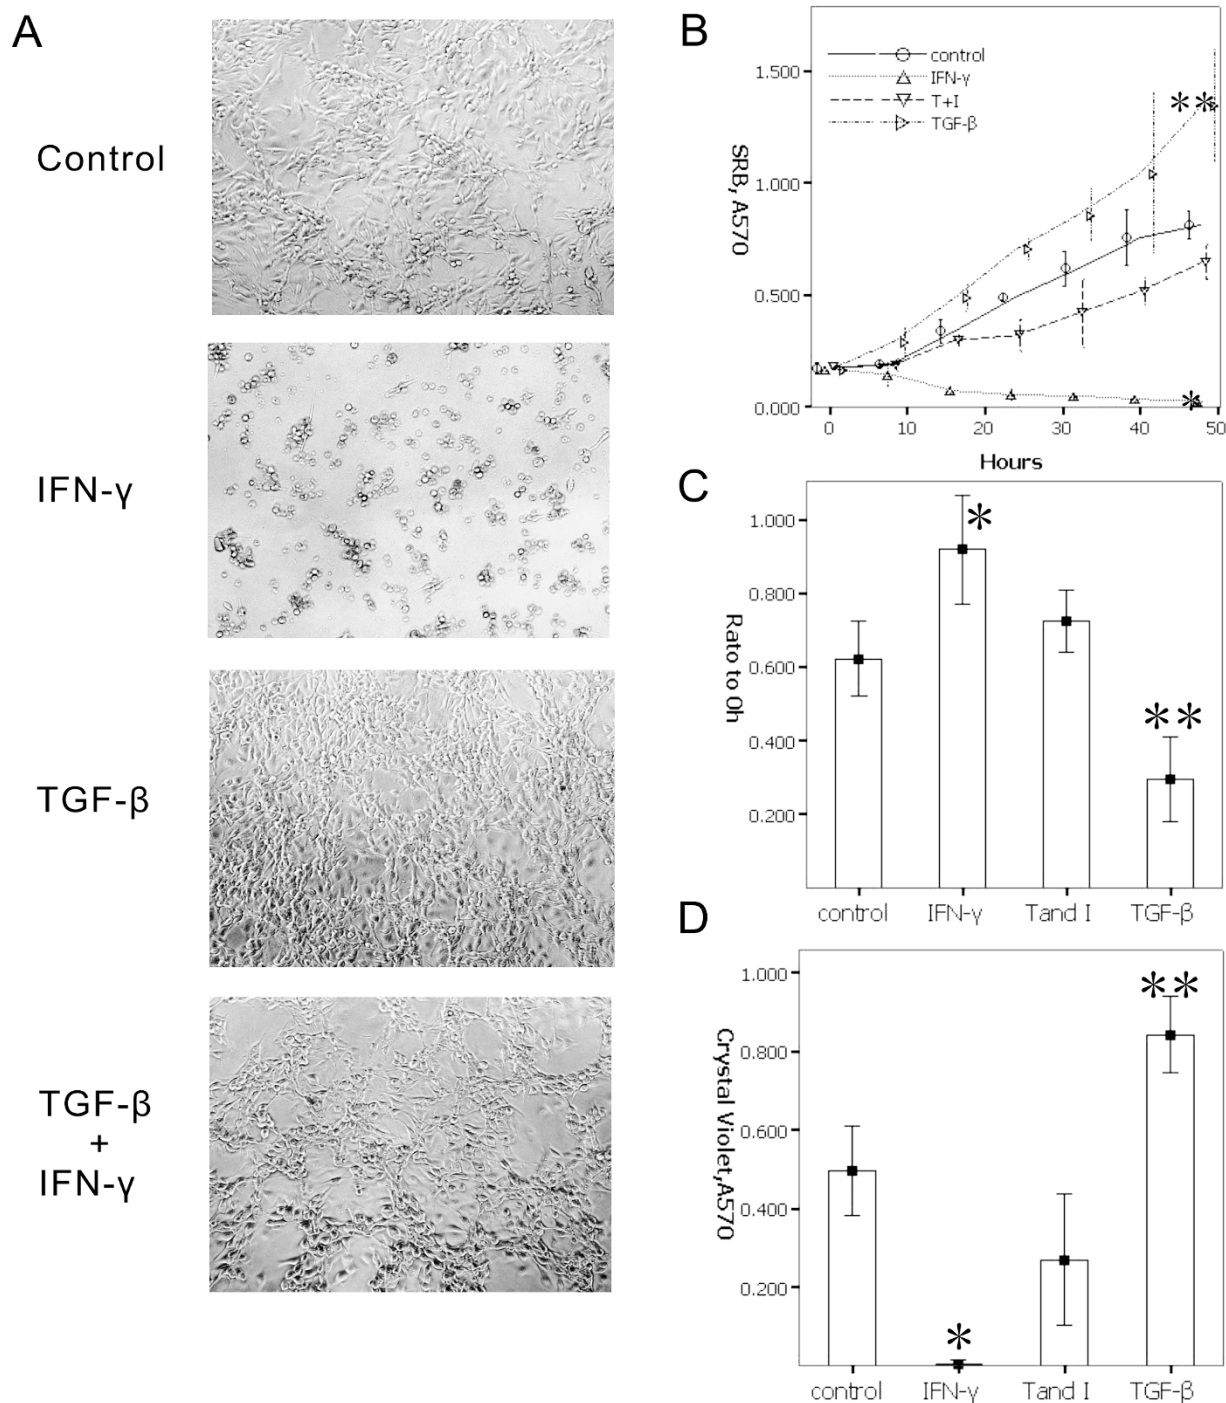 A
Control
IFN-γ
TGF-β
TGF-β
+
IFN-γ
B
control
IFN-γ
T+I
TGF-β
1.500
1.000
0.500
0.000
SRB, A570
**
*
0 10 20 30 40 50
Hours
C
1.000
0.800
0.600
0.400
0.200
Rato to 0h
*
**
control IFN-γ Tand I TGF-β
D
1.000
0.800
0.600
0.400
0.200
Crystal Violet,A570
*
**
control IFN-γ Tand I TGF-β